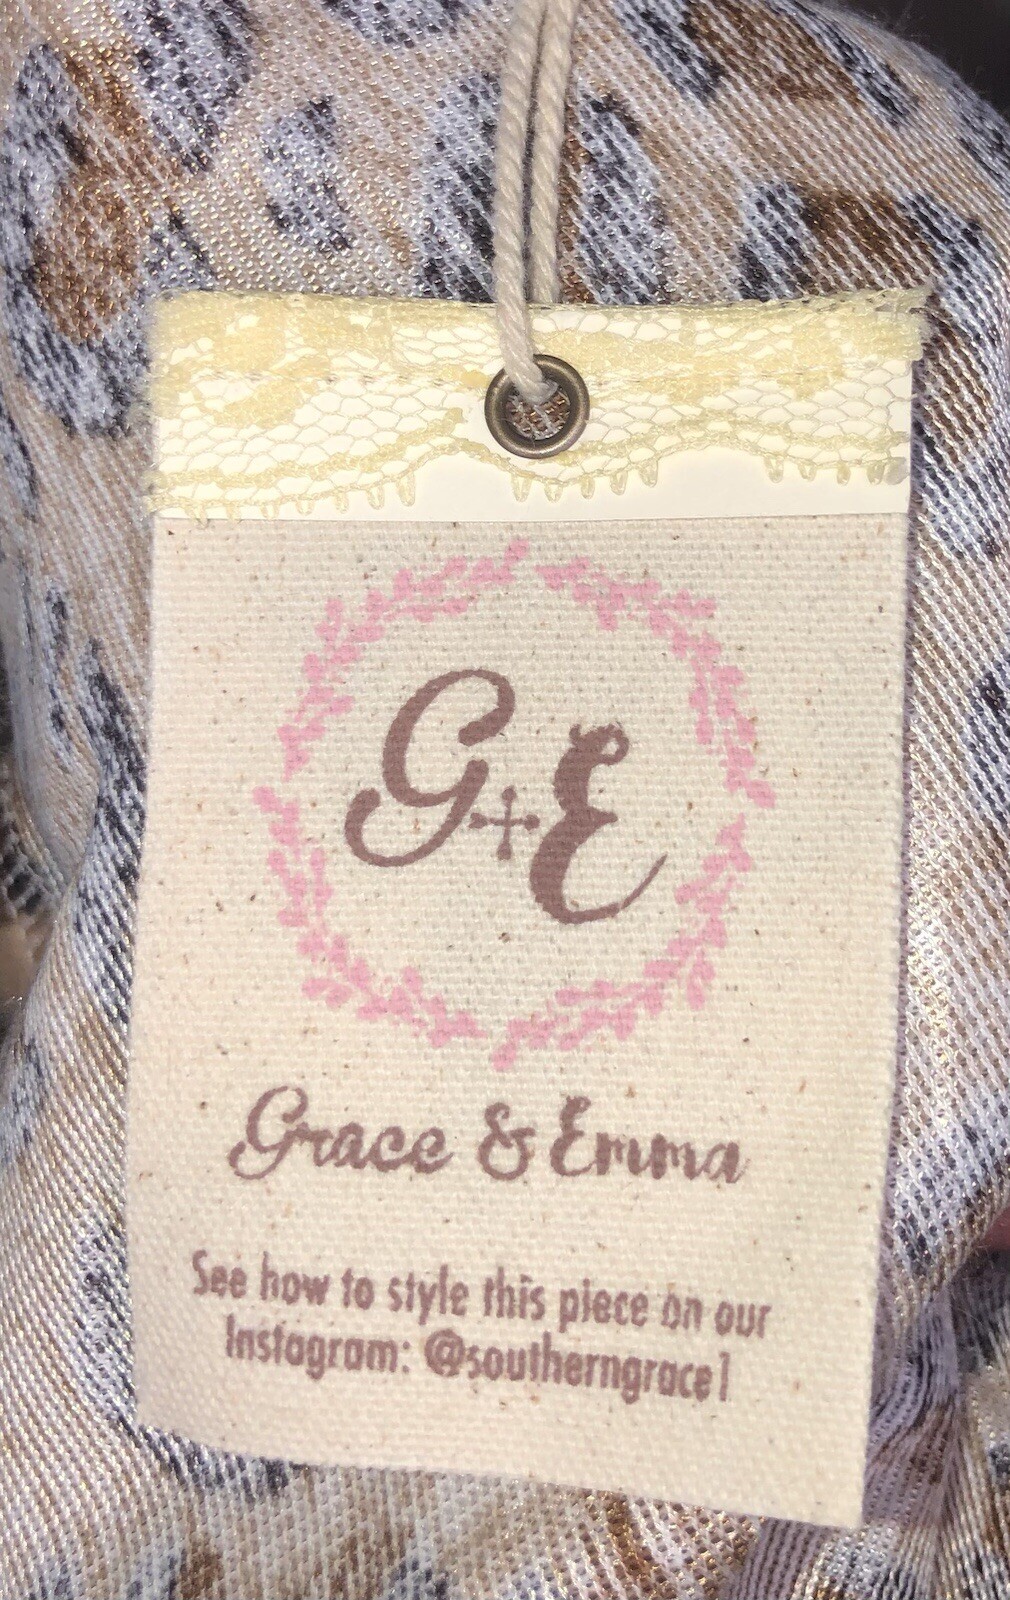 G+E
Grace & Emma
See how to style this piece on our
Instagram: @southerngrace1